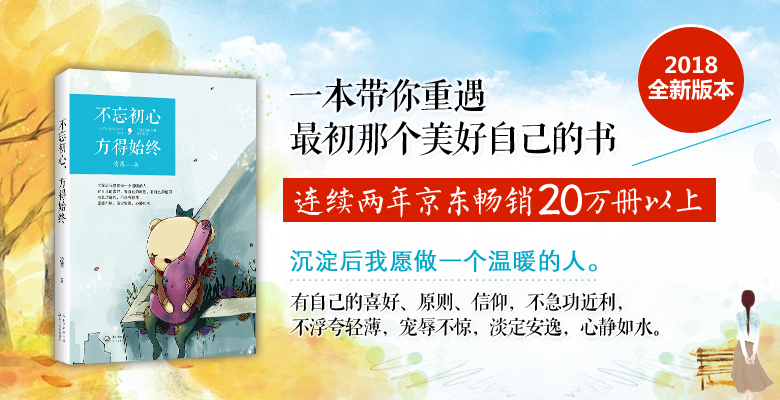 2018
全新版本
一本带你重遇
最初那个美好自己的书
连续两年京东畅销20万册以上
沉淀后我愿做一个温暖的人。
有自己的喜好、原则、信仰，不急功近利，
不浮夸轻薄，宠辱不惊，淡定安逸，心静如水。
不忘初心，
方得始终
不忘初心，方得始终